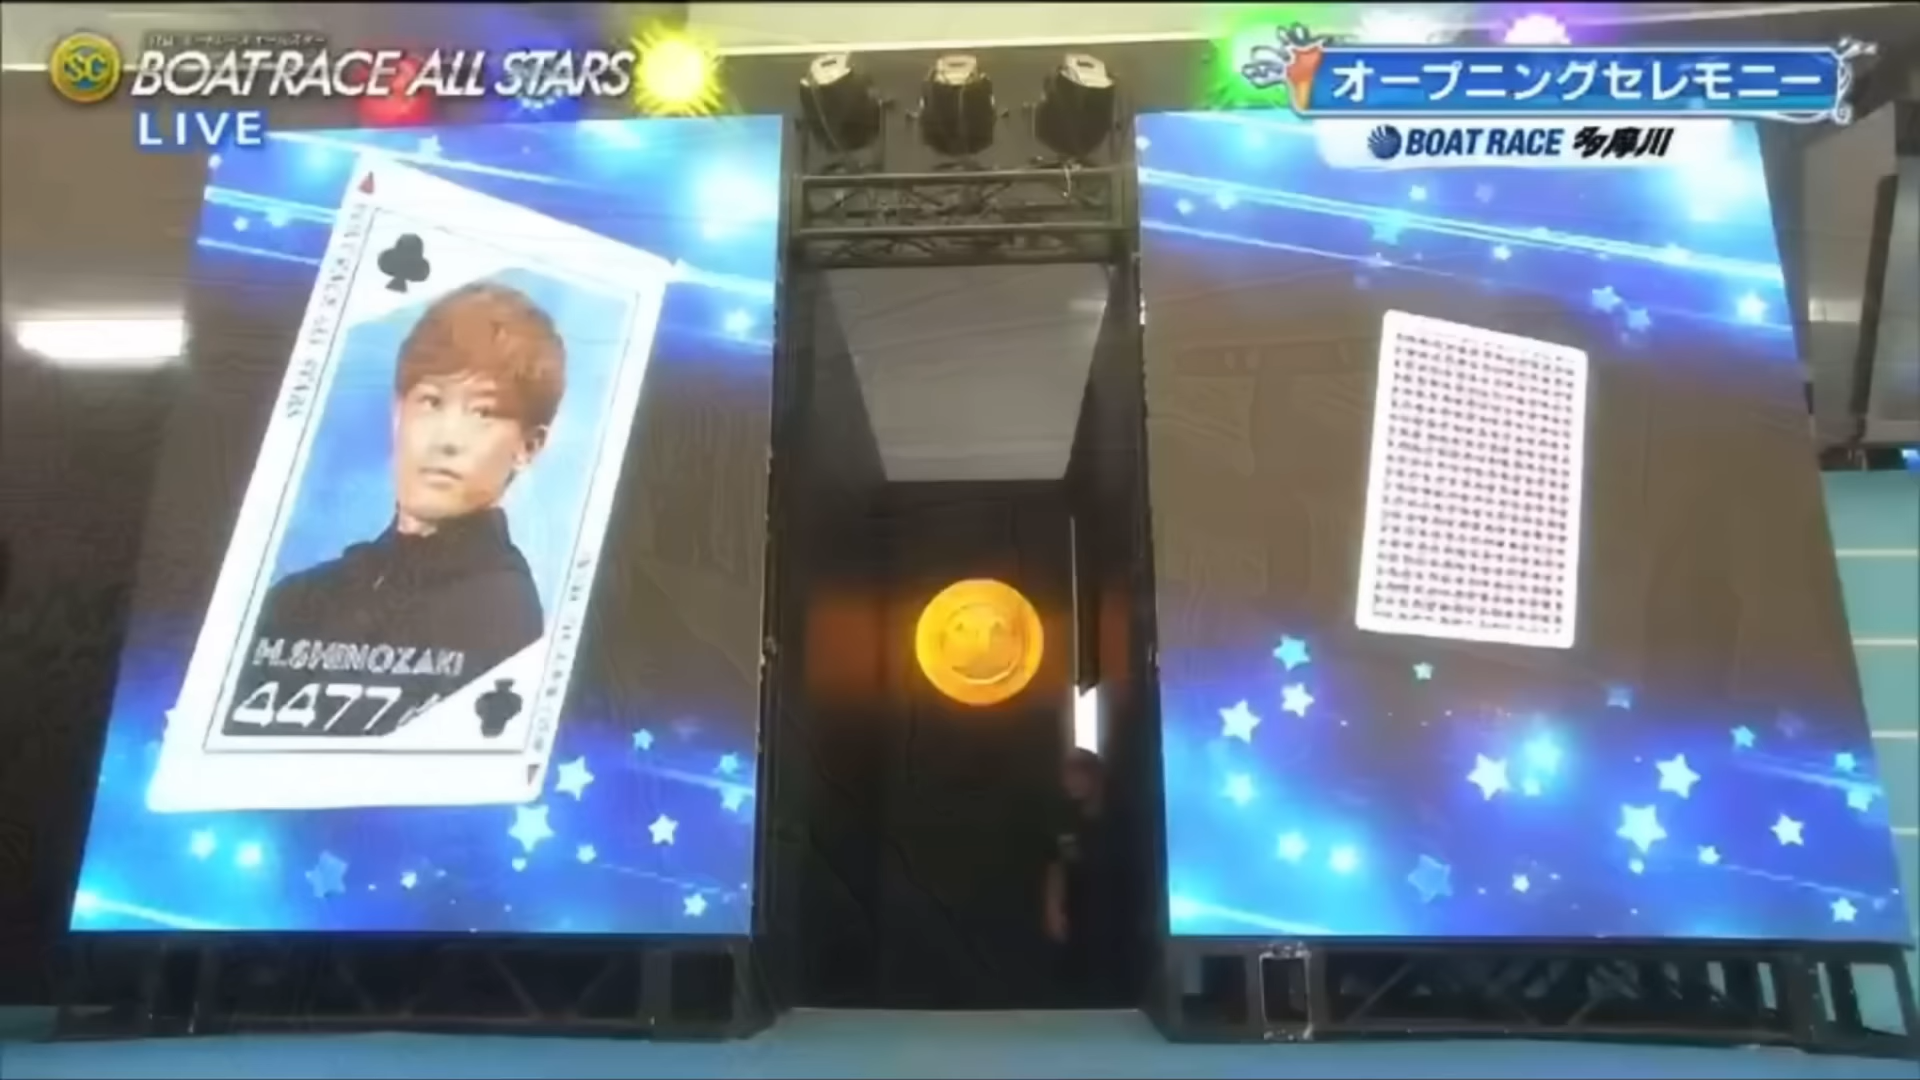 SG
BOAT RACE ALL STARS
LIVE
オープニングセレモニー
BOAT RACE 多摩川
M.SHINOZAKI
4477